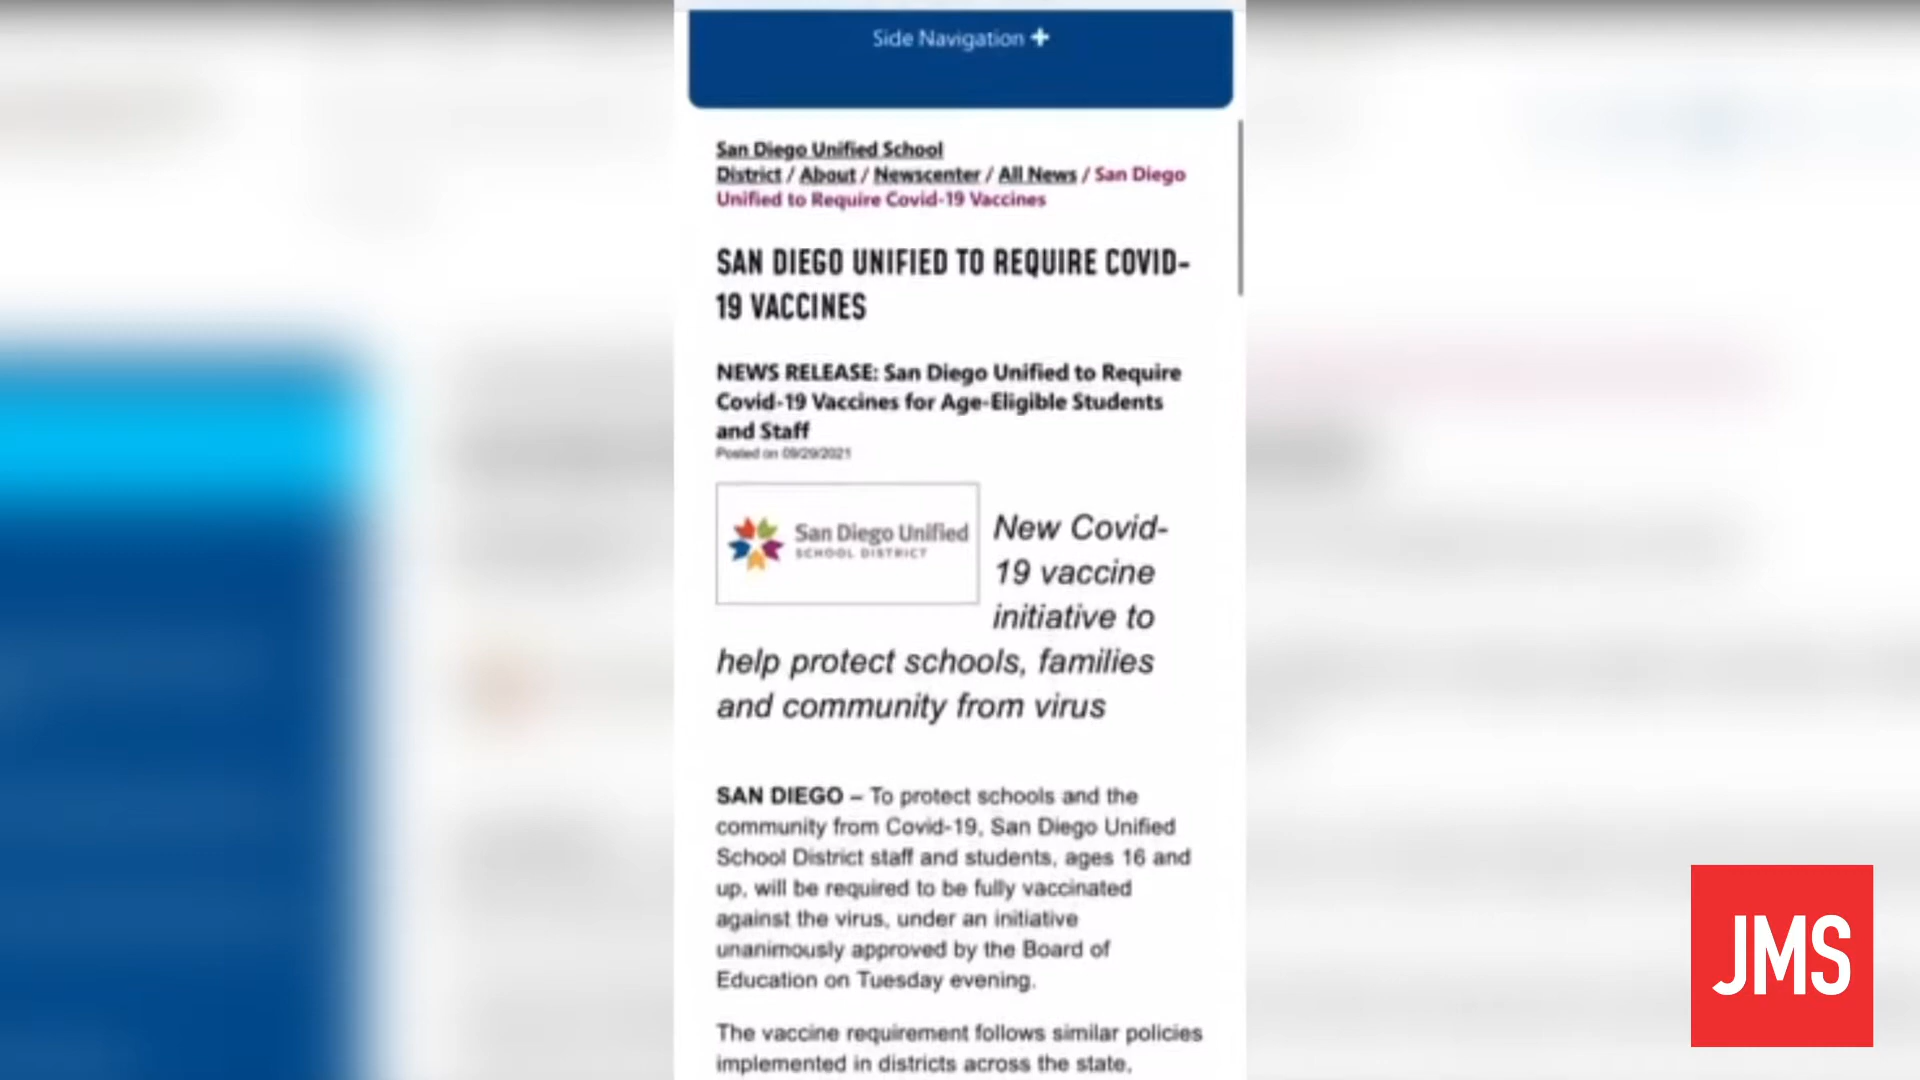 Side Navigation +
San Diego Unified School
District / About / Newscenter / All News / San Diego
Unified to Require Covid-19 Vaccines
SAN DIEGO UNIFIED TO REQUIRE COVID-
19 VACCINES
NEWS RELEASE: San Diego Unified to Require
Covid-19 Vaccines for Age-Eligible Students
and Staff
Posted on 09/29/2021
San Diego Unified
SCHOOL DISTRICT
New Covid-
19 vaccine
initiative to
help protect schools, families
and community from virus
SAN DIEGO – To protect schools and the
community from Covid-19, San Diego Unified
School District staff and students, ages 16 and
up, will be required to be fully vaccinated
against the virus, under an initiative
unanimously approved by the Board of
Education on Tuesday evening.
The vaccine requirement follows similar policies
implemented in districts across the state,
JMS